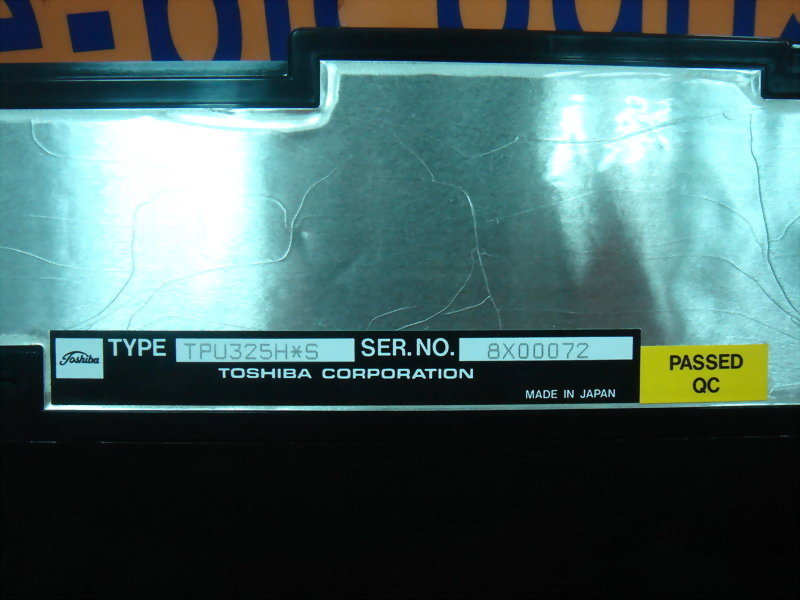 Toshiba TYPE TPU325H*S SER.NO. 8X00072
TOSHIBA CORPORATION
MADE IN JAPAN
PASSED
QC